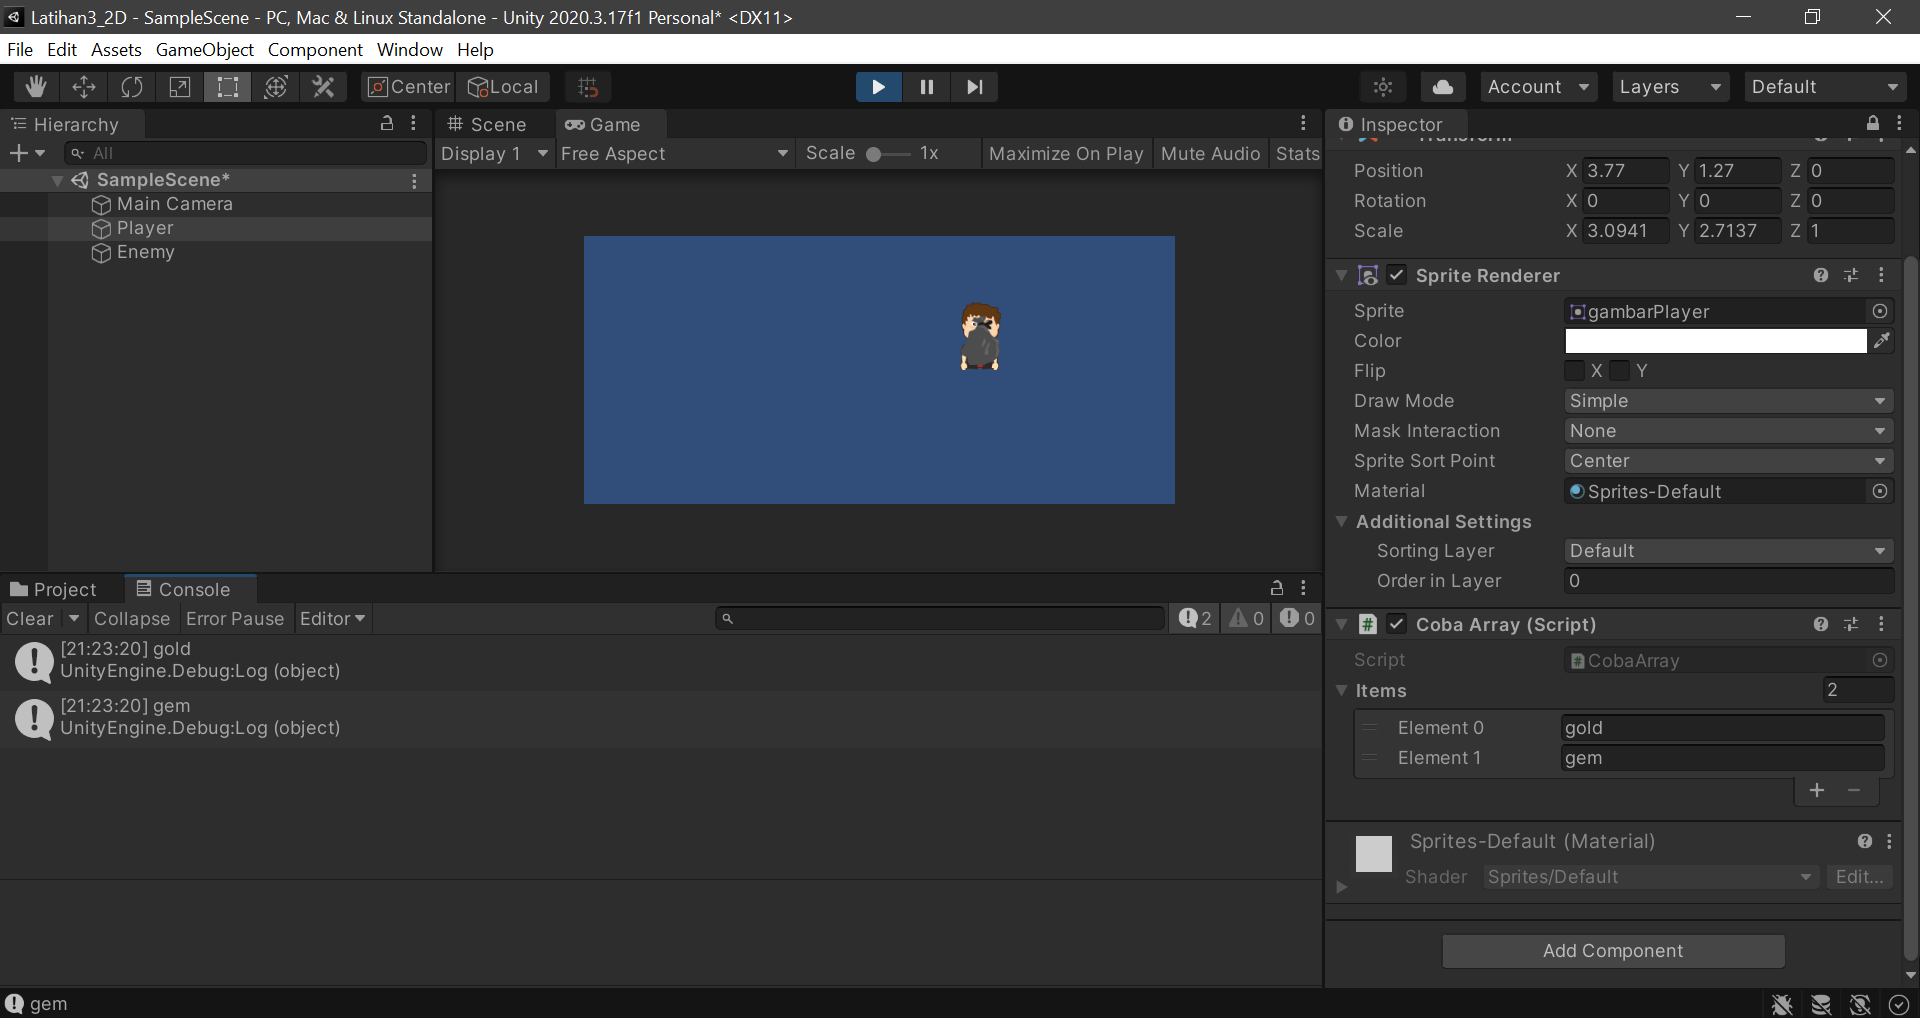 Latihan3_2D - SampleScene - PC, Mac & Linux Standalone - Unity 2020.3.17f1 Personal* <DX11>
File Edit Assets GameObject Component Window Help
Center Local Account Layers Default
Hierarchy
All
SampleScene*
Main Camera
Player
Enemy
Scene Game
Display 1 Free Aspect Scale 1x Maximize On Play Mute Audio Stats
Project Console
Clear Collapse Error Pause Editor 2 0 0
[21:23:20] gold
UnityEngine.Debug:Log (object)
[21:23:20] gem
UnityEngine.Debug:Log (object)
gem
Inspector
Transform
Position X 3.77 Y 1.27 Z 0
Rotation X 0 Y 0 Z 0
Scale X 3.0941 Y 2.7137 Z 1
Sprite Renderer
Sprite gambarPlayer
Color
Flip X Y
Draw Mode Simple
Mask Interaction None
Sprite Sort Point Center
Material Sprites-Default
Additional Settings
Sorting Layer Default
Order in Layer 0
# Coba Array (Script)
Script # CobaArray
Items 2
Element 0 gold
Element 1 gem
+ −
Sprites-Default (Material)
Shader Sprites/Default Edit...
Add Component